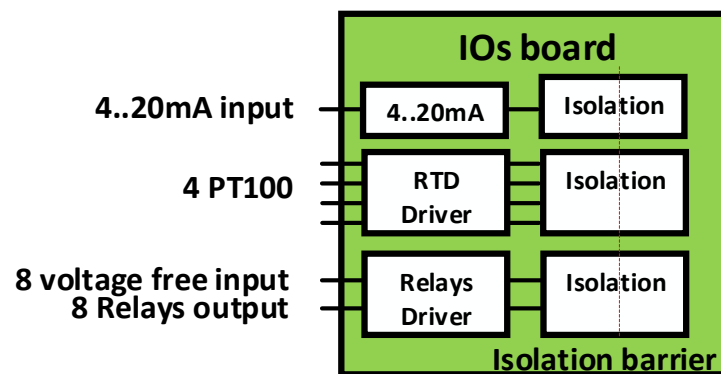 IOs board
4..20mA input
4..20mA
Isolation
4 PT100
RTD
Driver
Isolation
8 voltage free input
8 Relays output
Relays
Driver
Isolation
Isolation barrier